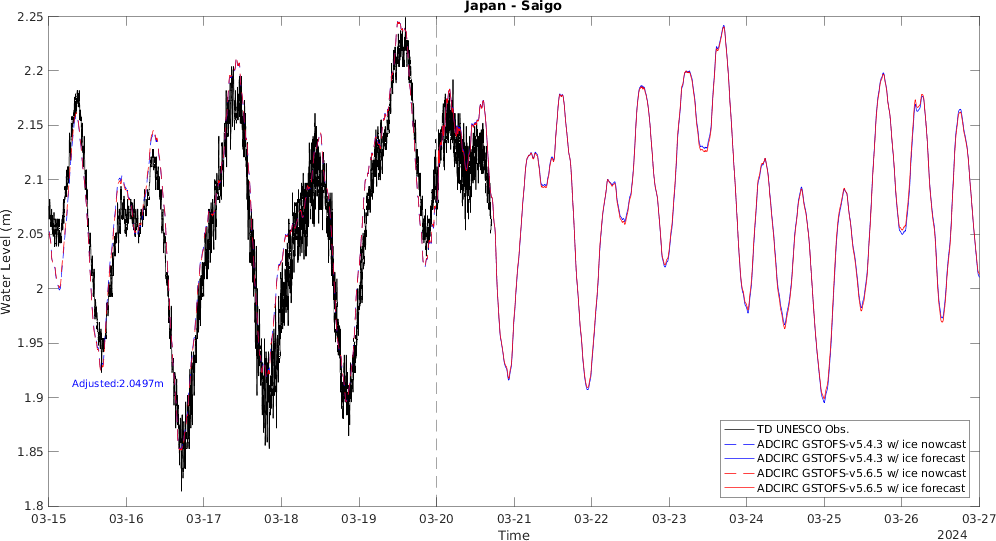 Japan - Saigo
Water Level (m)
2.25
2.2
2.15
2.1
2.05
2
1.95
1.9
1.85
1.8
Adjusted:2.0497m
TD UNESCO Obs.
ADCIRC GSTOFS-v5.4.3 w/ ice nowcast
ADCIRC GSTOFS-v5.4.3 w/ ice forecast
ADCIRC GSTOFS-v5.6.5 w/ ice nowcast
ADCIRC GSTOFS-v5.6.5 w/ ice forecast
03-15 03-16 03-17 03-18 03-19 03-20 03-21 03-22 03-23 03-24 03-25 03-26 03-27
Time
2024